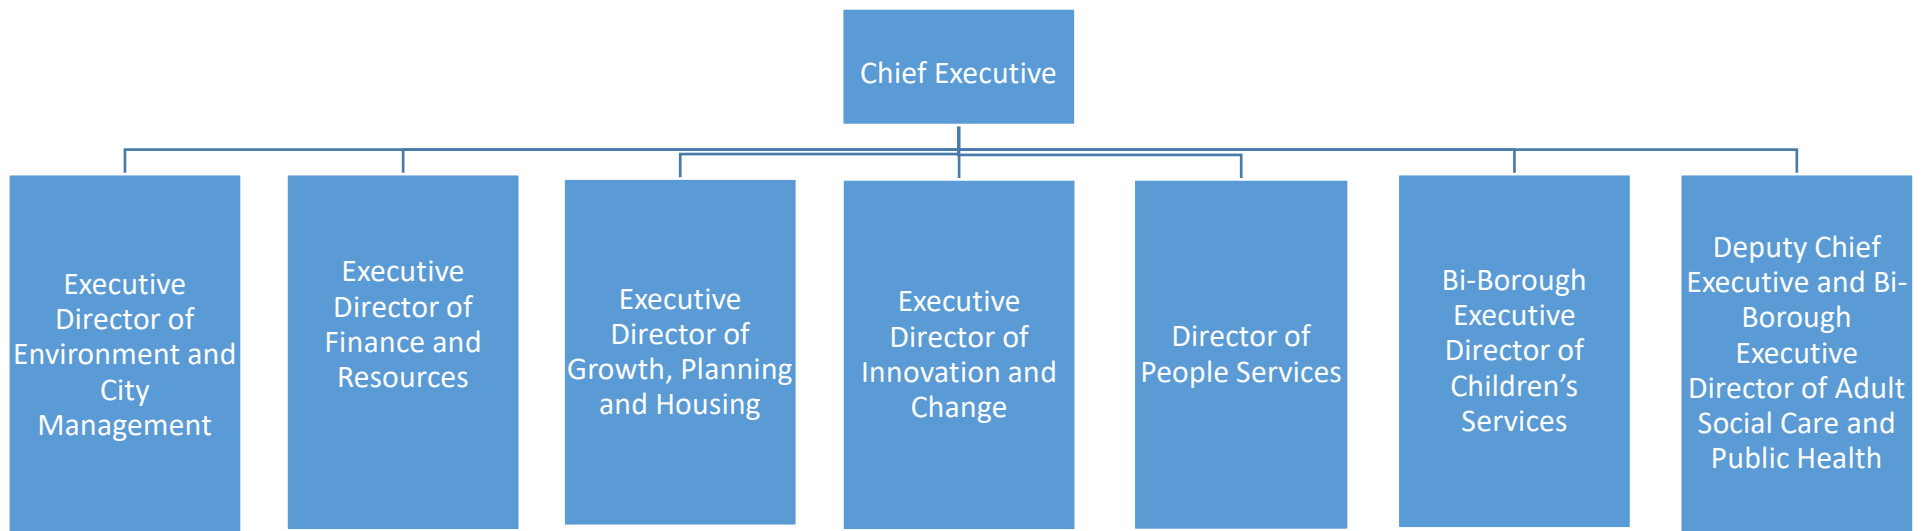 Chief Executive
Executive
Director of
Environment and
City
Management
Executive
Director of
Finance and
Resources
Executive
Director of
Growth, Planning
and Housing
Executive
Director of
Innovation and
Change
Director of
People Services
Bi-Borough
Executive
Director of
Children’s
Services
Deputy Chief
Executive and Bi-
Borough
Executive
Director of Adult
Social Care and
Public Health